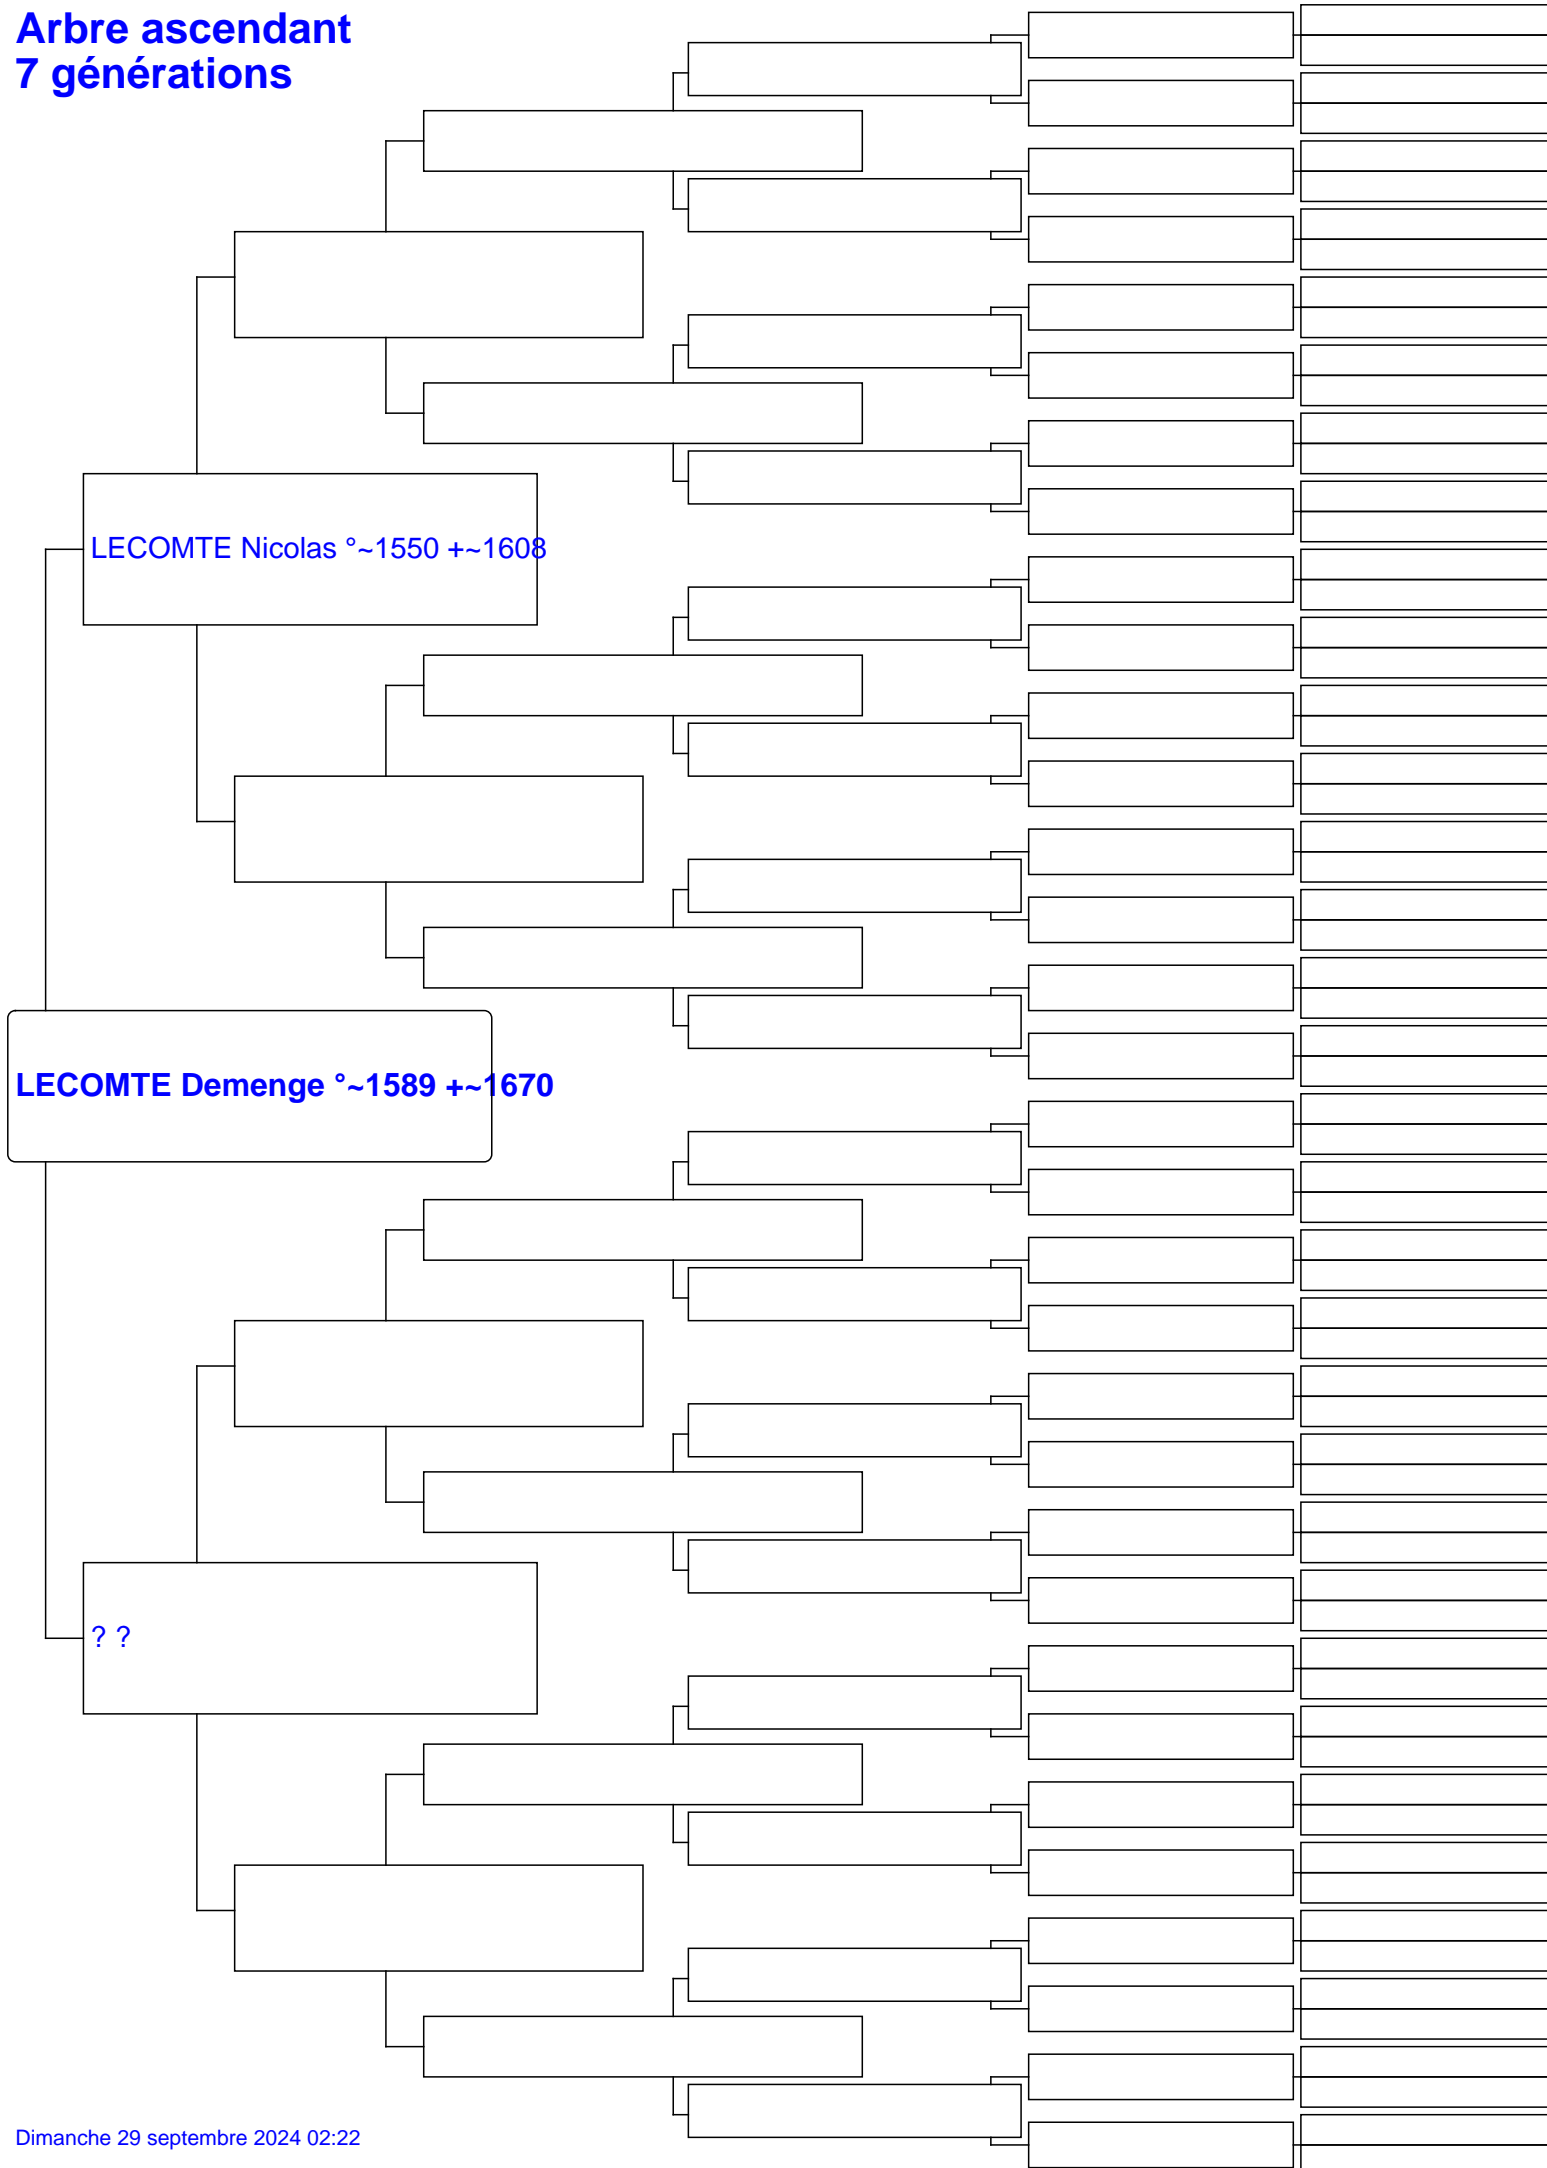 Arbre ascendant
7 générations
LECOMTE Nicolas °~1550 +~1608
LECOMTE Demenge °~1589 +~1670
? ?
Dimanche 29 septembre 2024 02:22